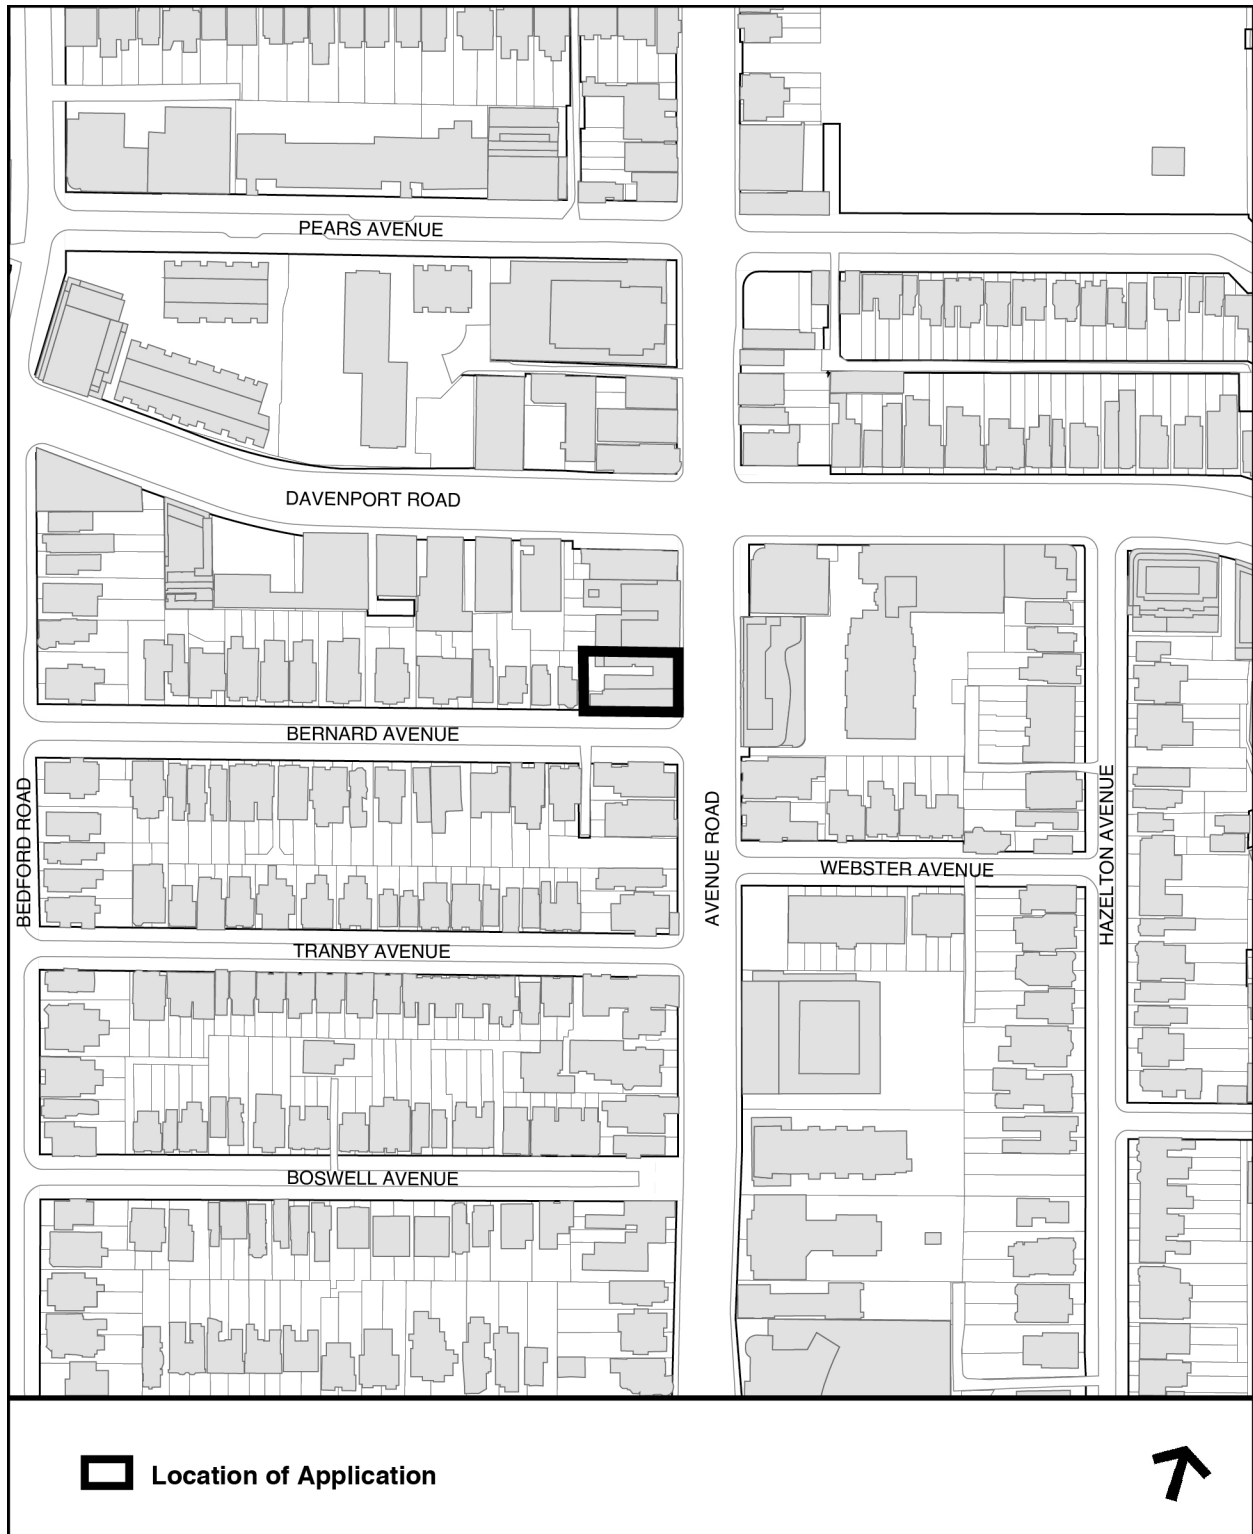 PEARS AVENUE
DAVENPORT ROAD
BERNARD AVENUE
BEDFORD ROAD
AVENUE ROAD
HAZELTON AVENUE
WEBSTER AVENUE
TRANBY AVENUE
BOSWELL AVENUE
Location of Application